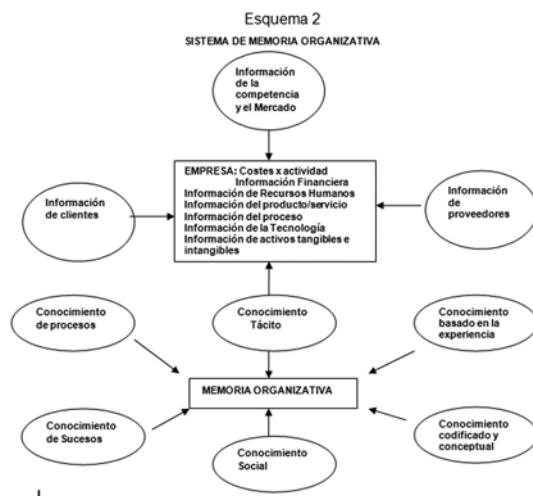 Esquema 2
SISTEMA DE MEMORIA ORGANIZATIVA
Información
de la
competencia
y el Mercado
EMPRESA: Costes x actividad
Información Financiera
Información de Recursos Humanos
Información del producto/servicio
Información del proceso
Información de la Tecnología
Información de activos tangibles e
intangibles
Información
de clientes
Información
de
proveedores
Conocimiento
de procesos
Conocimiento
Tácito
Conocimiento
basado en la
experiencia
MEMORIA ORGANIZATIVA
Conocimiento
de Sucesos
Conocimiento
Social
Conocimiento
codificado y
conceptual